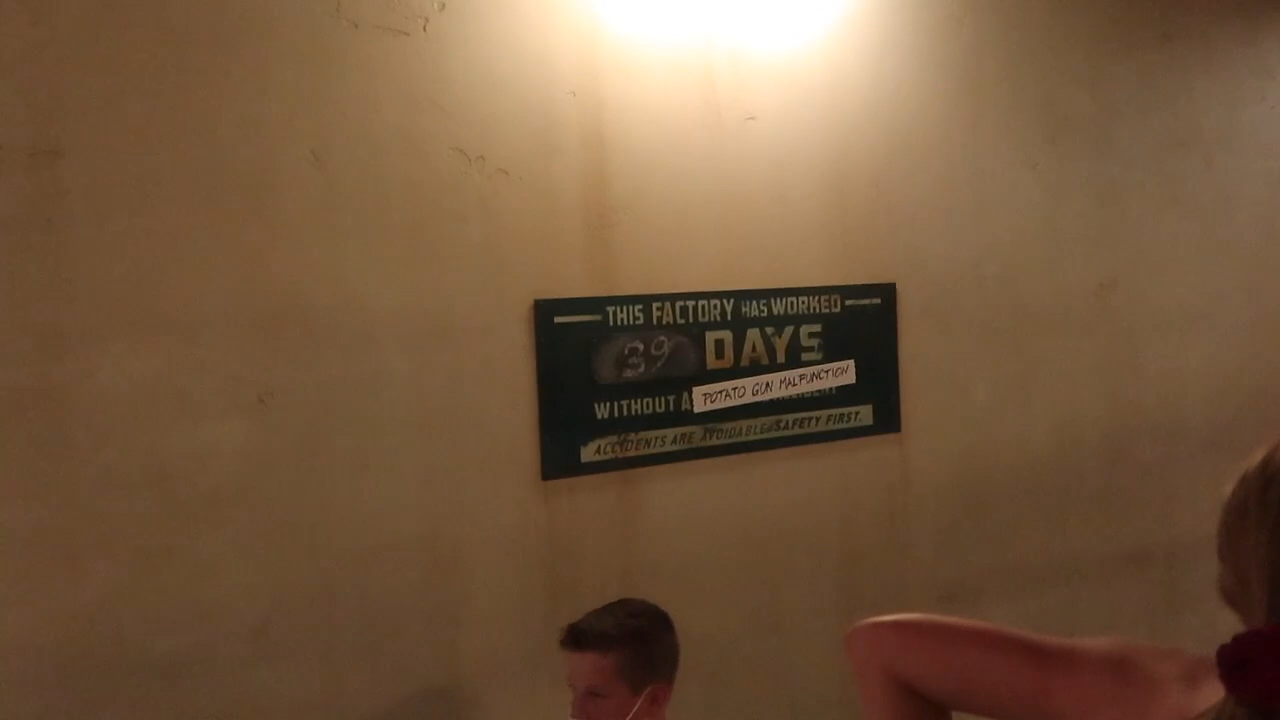 THIS FACTORY HAS WORKED
39 DAYS
WITHOUT A POTATO GUN MALFUNCTION
ACCIDENTS ARE AVOIDABLE SAFETY FIRST.